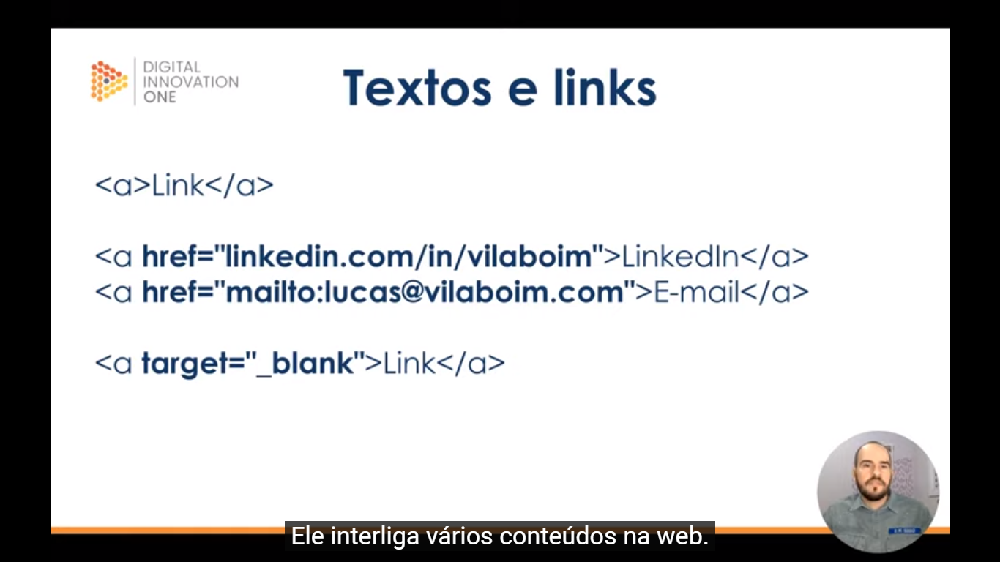 DIGITAL
INNOVATION
ONE
Textos e links
<a>Link</a>
<a href="linkedin.com/in/vilaboim">LinkedIn</a>
<a href="mailto:lucas@vilaboim.com">E-mail</a>
<a target="_blank">Link</a>
Ele interliga vários conteúdos na web.